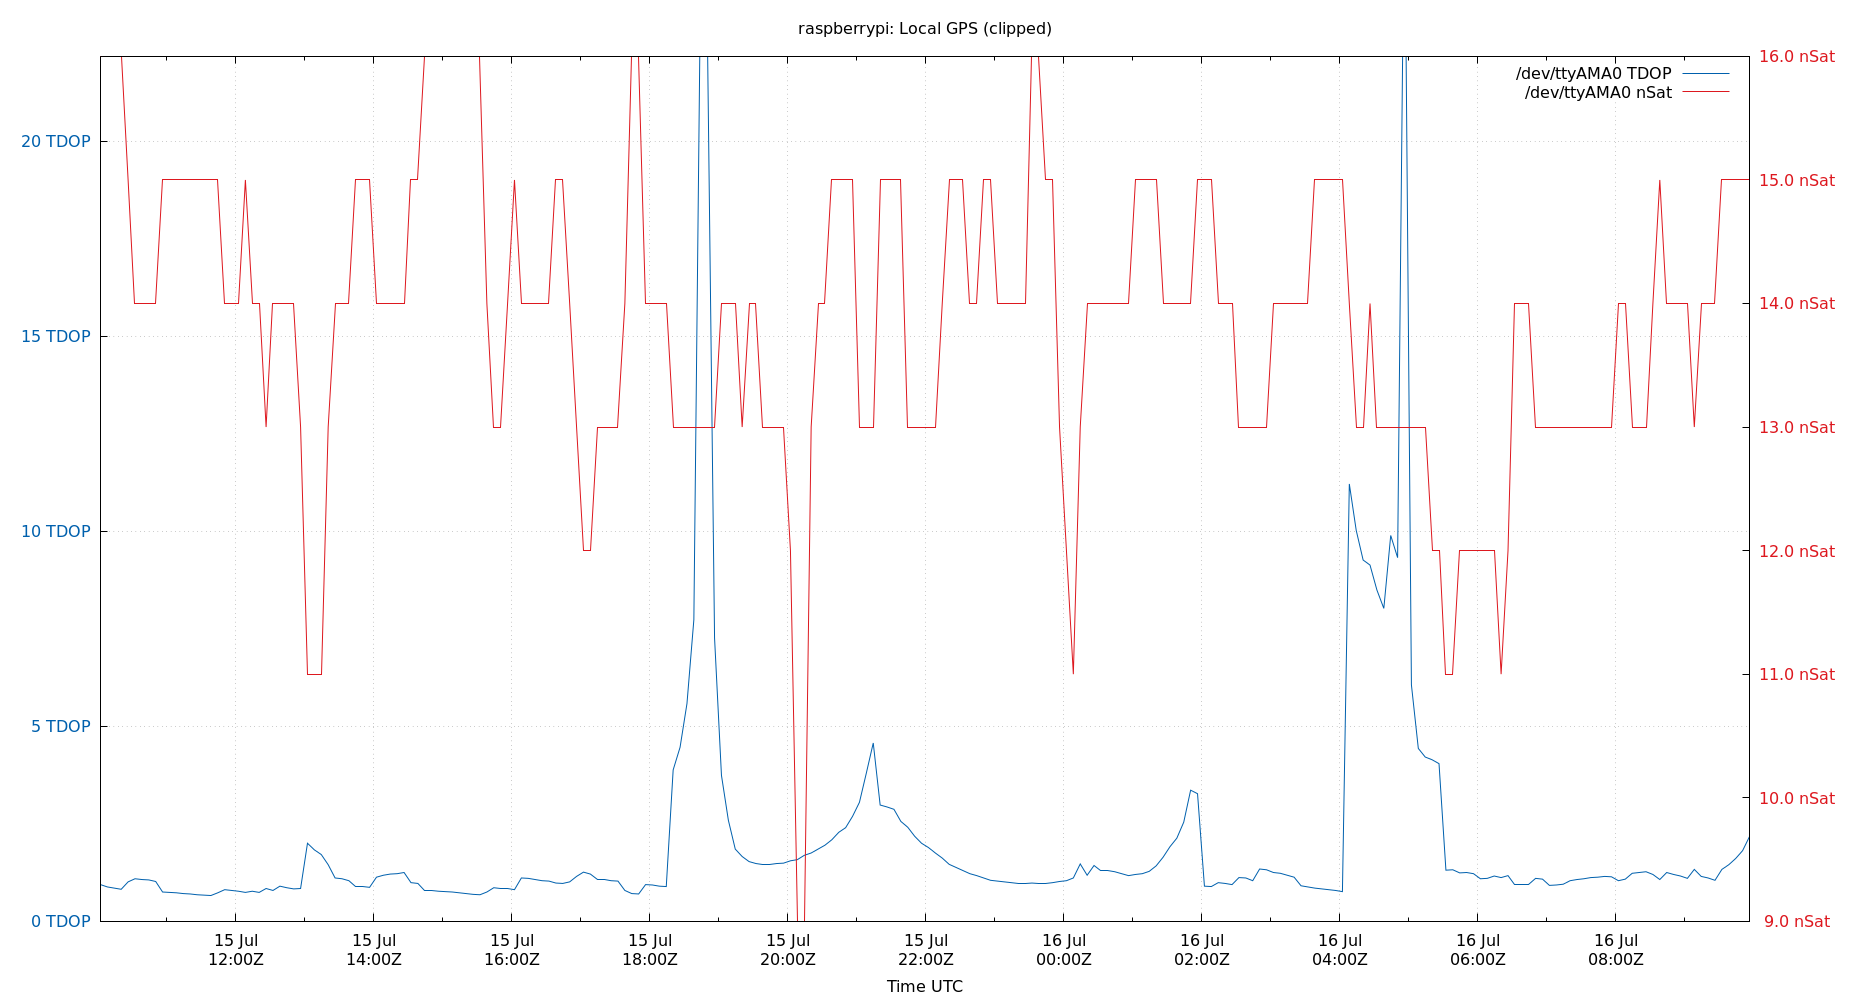 raspberrypi: Local GPS (clipped)
/dev/ttyAMA0 TDOP
/dev/ttyAMA0 nSat
20 TDOP
15 TDOP
10 TDOP
5 TDOP
0 TDOP
16.0 nSat
15.0 nSat
14.0 nSat
13.0 nSat
12.0 nSat
11.0 nSat
10.0 nSat
9.0 nSat
15 Jul 15 Jul 15 Jul 15 Jul 15 Jul 15 Jul 16 Jul 16 Jul 16 Jul 16 Jul 16 Jul
12:00Z 14:00Z 16:00Z 18:00Z 20:00Z 22:00Z 00:00Z 02:00Z 04:00Z 06:00Z 08:00Z
Time UTC